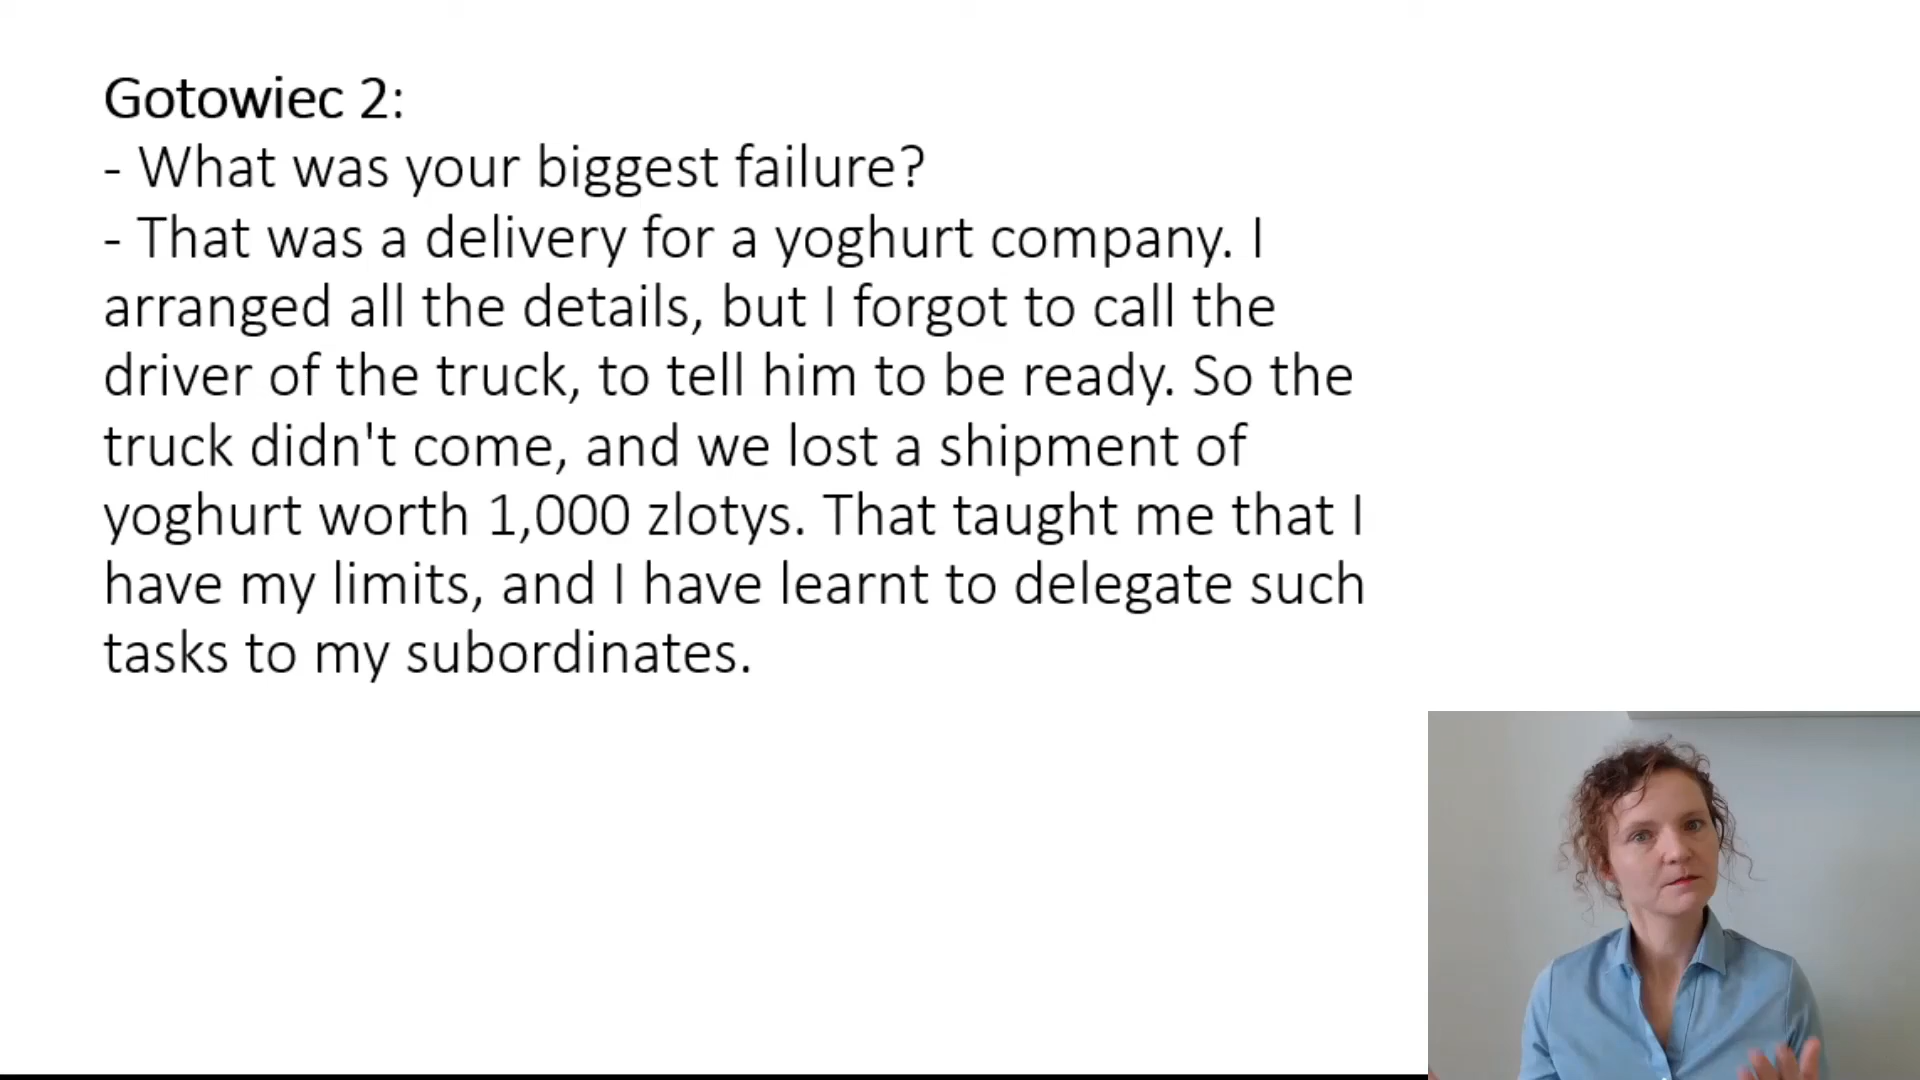 Gotowiec 2:
- What was your biggest failure?
- That was a delivery for a yoghurt company. I
arranged all the details, but I forgot to call the
driver of the truck, to tell him to be ready. So the
truck didn't come, and we lost a shipment of
yoghurt worth 1,000 zlotys. That taught me that I
have my limits, and I have learnt to delegate such
tasks to my subordinates.